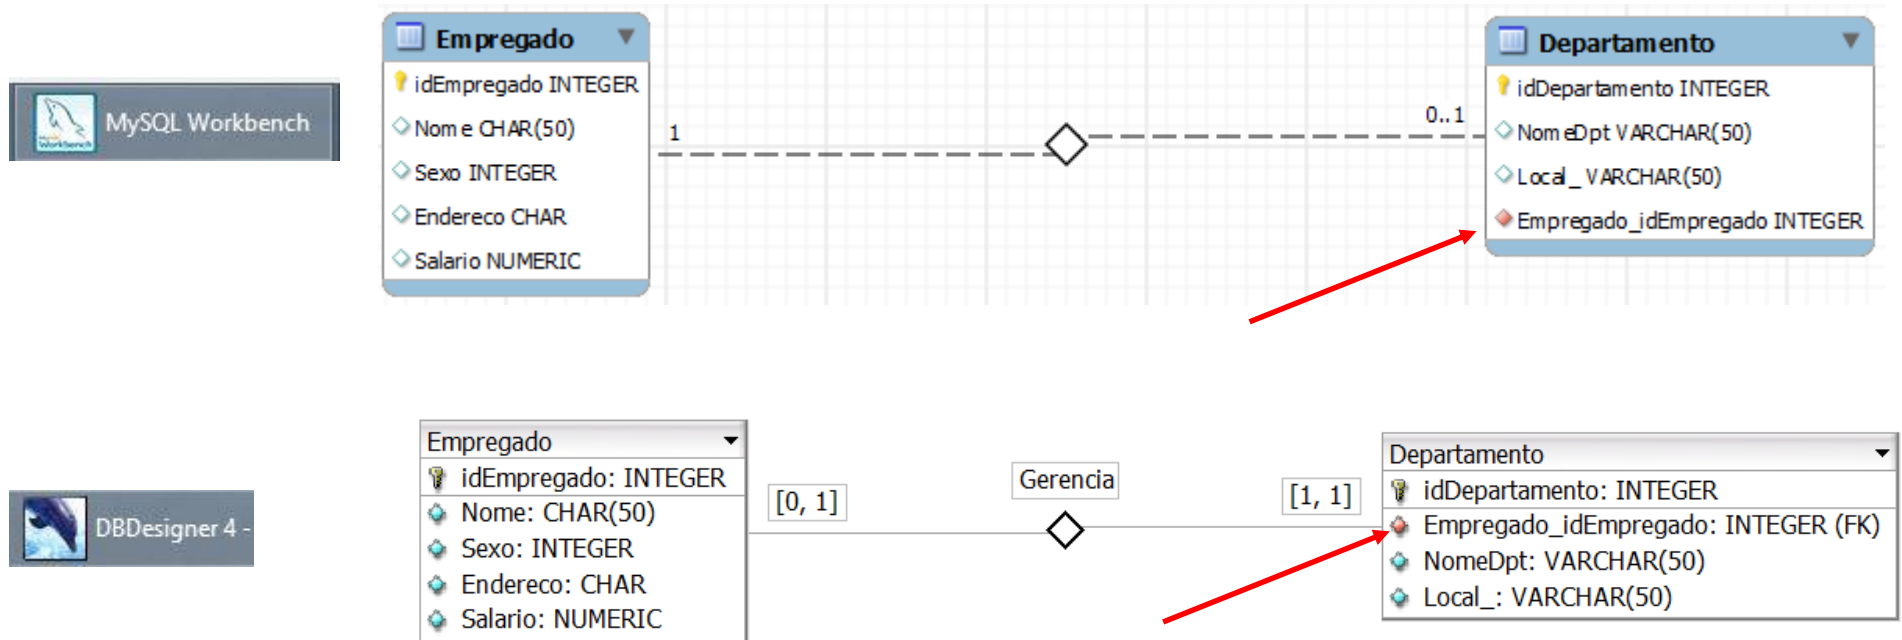 MySQL Workbench
Empregado
idEmpregado INTEGER
Nome CHAR(50)
Sexo INTEGER
Endereco CHAR
Salario NUMERIC
1
0..1
Departamento
idDepartamento INTEGER
NomeDpt VARCHAR(50)
Local_ VARCHAR(50)
Empregado_idEmpregado INTEGER
DBDesigner 4 -
Empregado
idEmpregado: INTEGER
Nome: CHAR(50)
Sexo: INTEGER
Endereco: CHAR
Salario: NUMERIC
[0, 1]
Gerencia
[1, 1]
Departamento
idDepartamento: INTEGER
Empregado_idEmpregado: INTEGER (FK)
NomeDpt: VARCHAR(50)
Local_: VARCHAR(50)